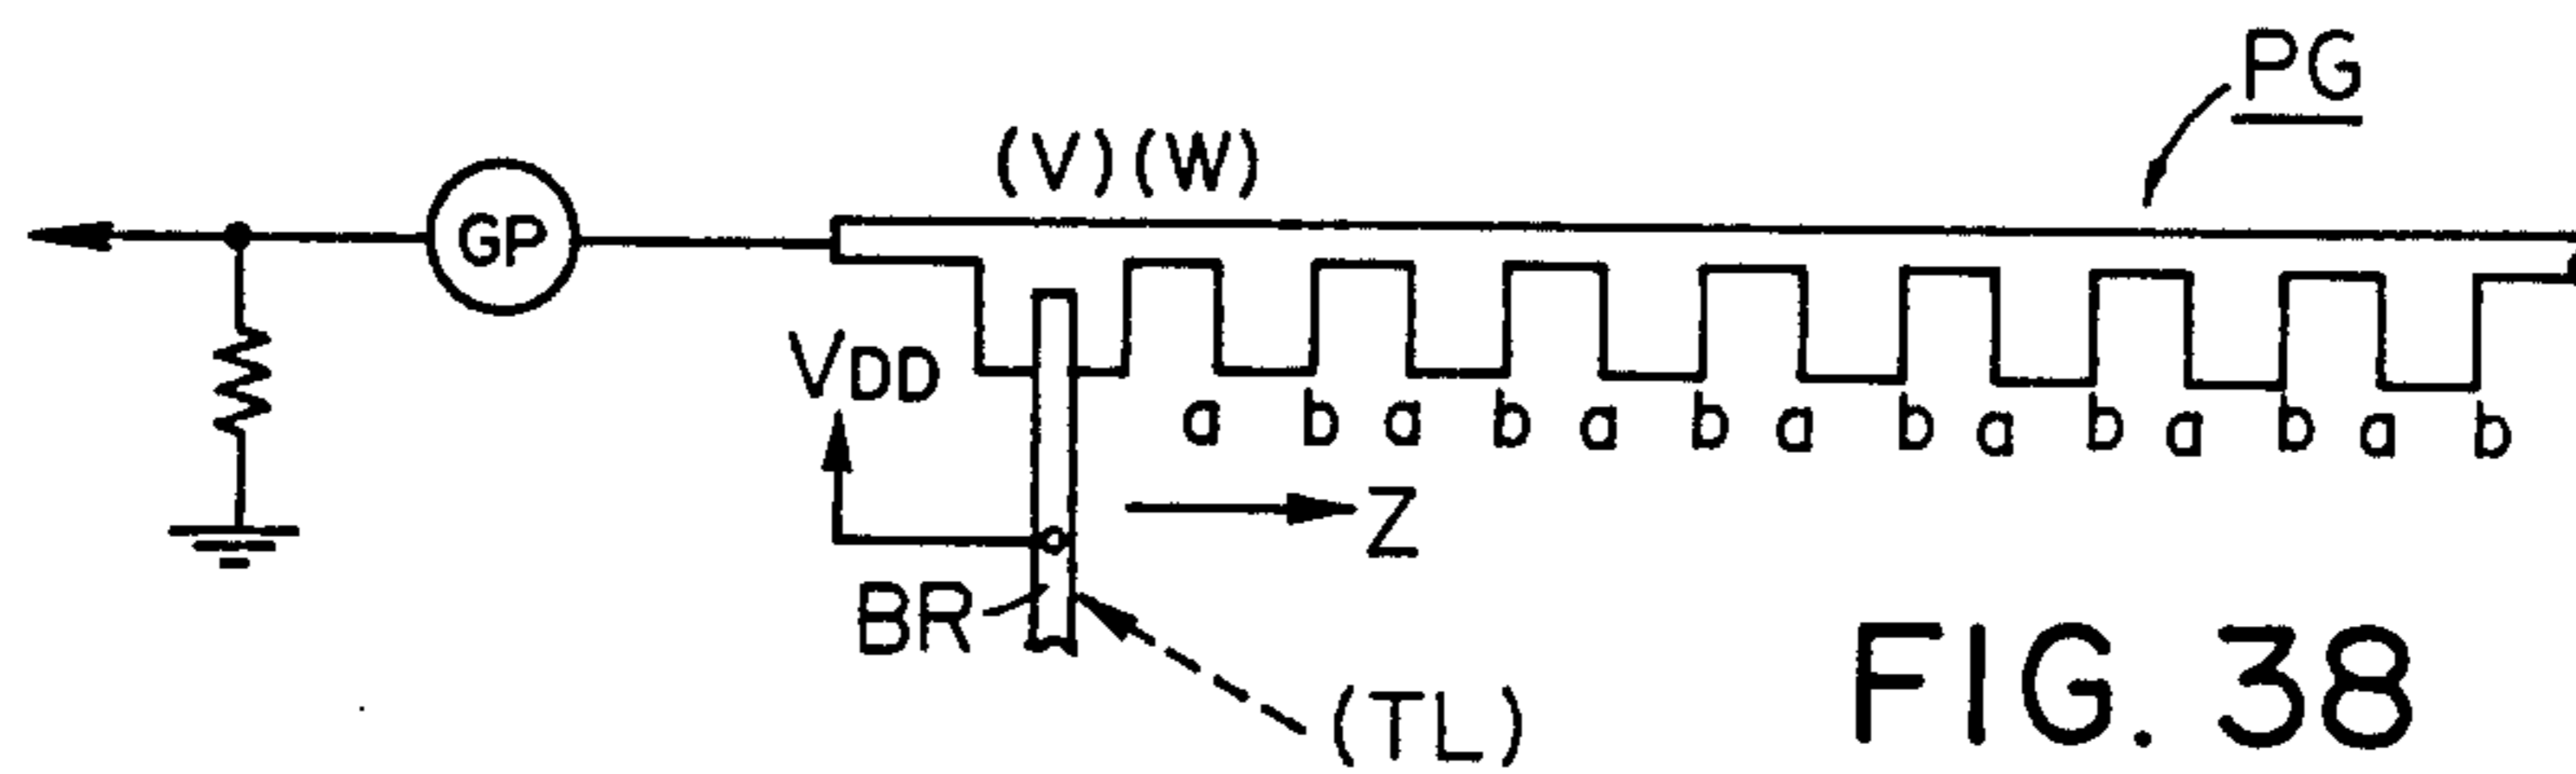 PG
(V)(W)
GP
VDD
a b a b a b a b a b a b a b
Z
BR
(TL)
FIG. 38